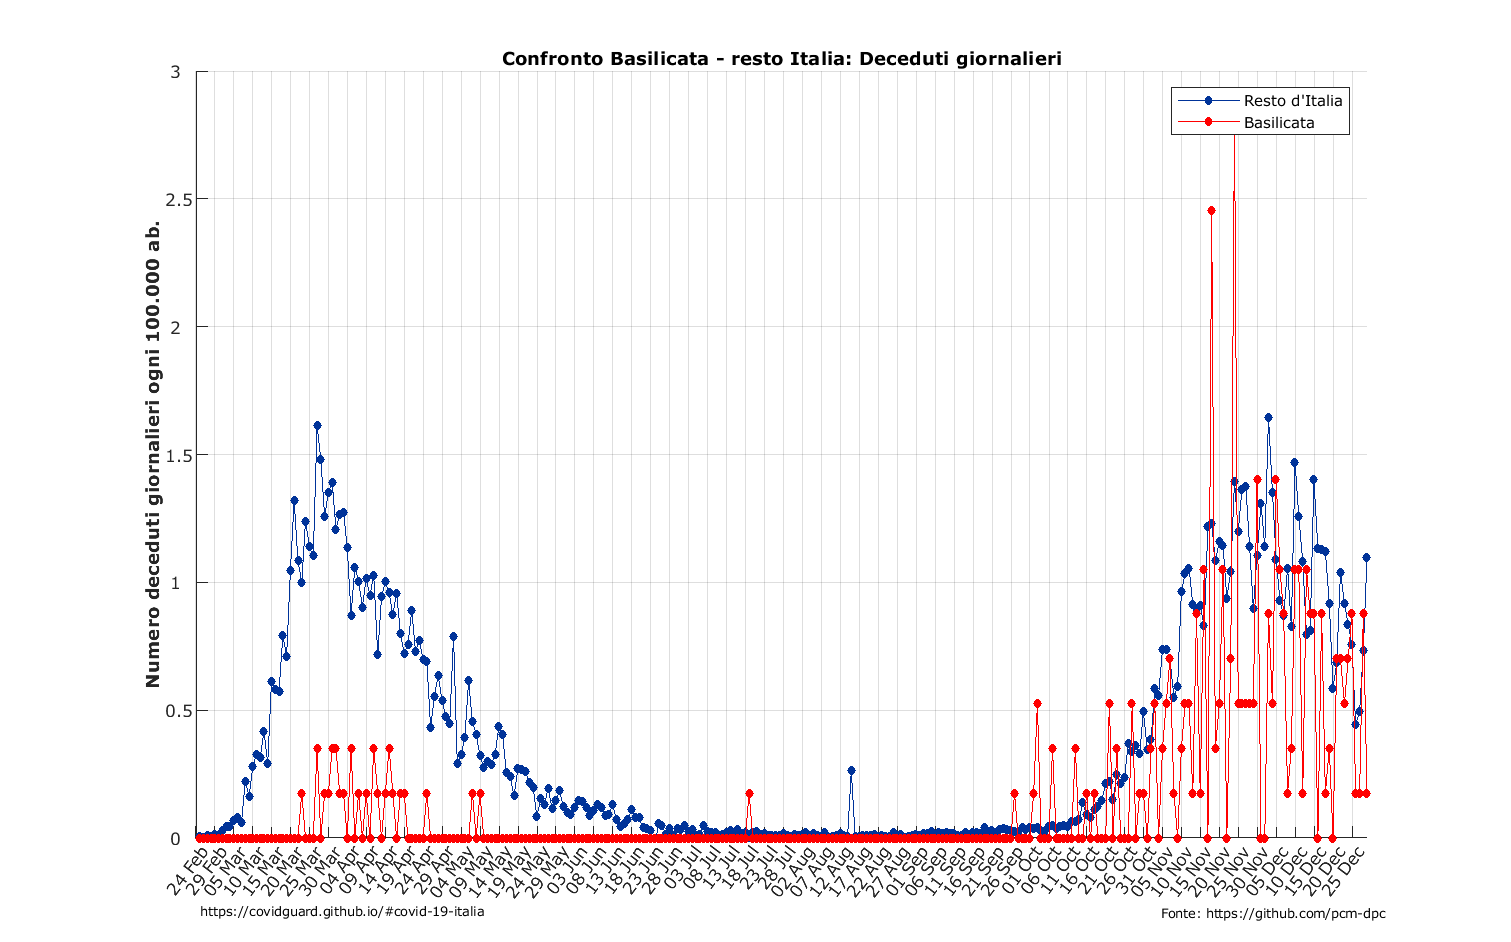 Confronto Basilicata - resto Italia: Deceduti giornalieri
Numero deceduti giornalieri ogni 100.000 ab.
3
2.5
2
1.5
1
0.5
0
Resto d'Italia
Basilicata
24 Feb
29 Feb
05 Mar
10 Mar
15 Mar
20 Mar
25 Mar
30 Mar
04 Apr
09 Apr
14 Apr
19 Apr
24 Apr
29 Apr
04 May
09 May
14 May
19 May
24 May
29 May
03 Jun
08 Jun
13 Jun
18 Jun
23 Jun
28 Jun
03 Jul
08 Jul
13 Jul
18 Jul
23 Jul
28 Jul
02 Aug
07 Aug
12 Aug
17 Aug
22 Aug
27 Aug
01 Sep
06 Sep
11 Sep
16 Sep
21 Sep
26 Sep
01 Oct
06 Oct
11 Oct
16 Oct
21 Oct
26 Oct
31 Oct
05 Nov
10 Nov
15 Nov
20 Nov
25 Nov
30 Nov
05 Dec
10 Dec
15 Dec
20 Dec
25 Dec
https://covidguard.github.io/#covid-19-italia
Fonte: https://github.com/pcm-dpc